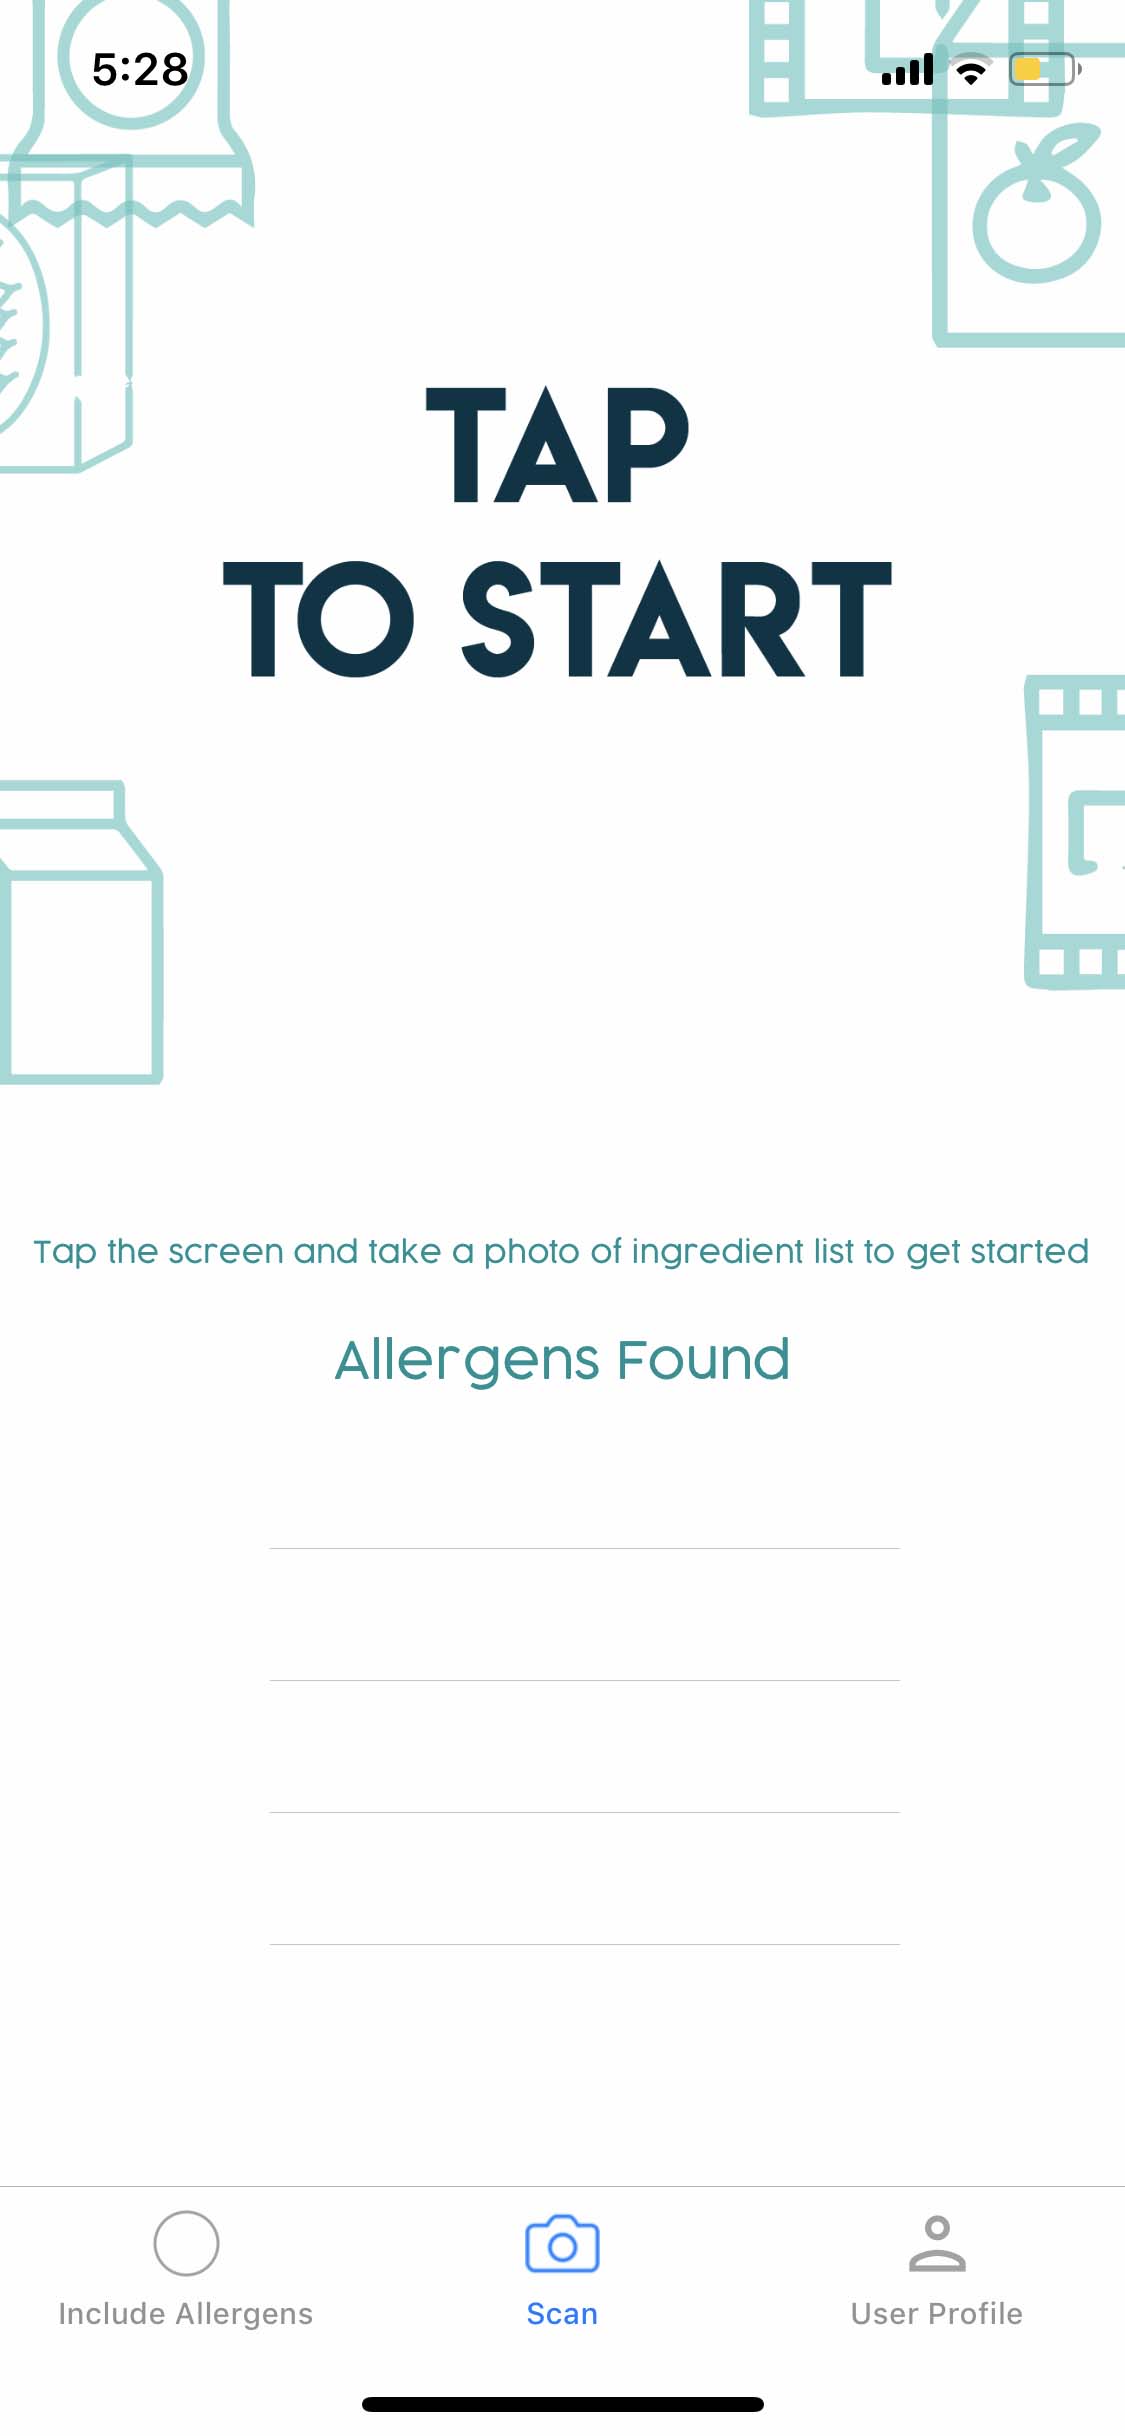 5:28
TAP
TO START
Tap the screen and take a photo of ingredient list to get started
Allergens Found
Include Allergens
Scan
User Profile